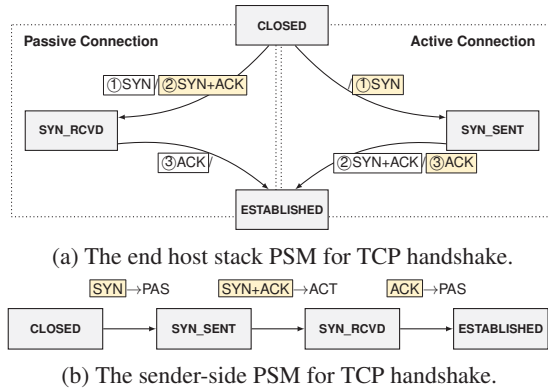 CLOSED
Passive Connection
Active Connection
①SYN/②SYN+ACK
/①SYN
SYN_RCVD
SYN_SENT
③ACK/
②SYN+ACK/③ACK
ESTABLISHED
(a) The end host stack PSM for TCP handshake.
SYN→PAS SYN+ACK→ACT ACK→PAS
CLOSED SYN_SENT SYN_RCVD ESTABLISHED
(b) The sender-side PSM for TCP handshake.